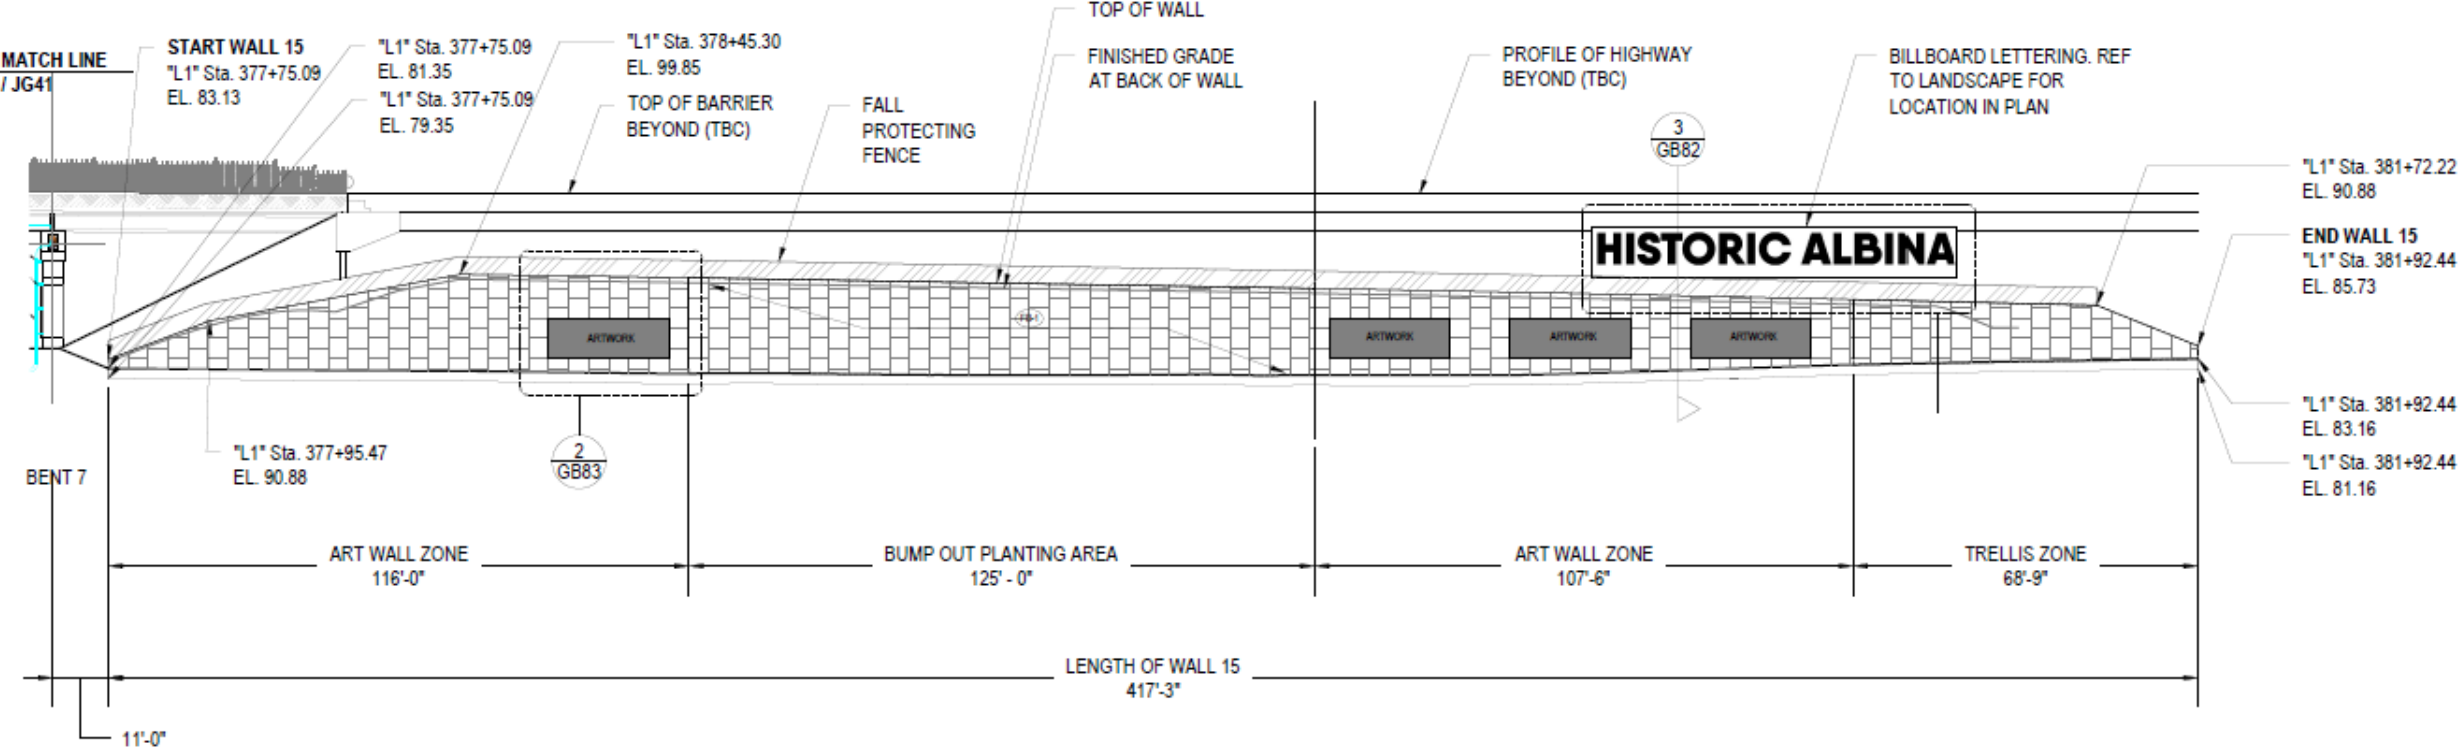 MATCH LINE
/ JG41
START WALL 15
"L1" Sta. 377+75.09
EL. 83.13
"L1" Sta. 377+75.09
EL. 81.35
"L1" Sta. 377+75.09
EL. 79.35
"L1" Sta. 378+45.30
EL. 99.85
TOP OF BARRIER
BEYOND (TBC)
FALL
PROTECTING
FENCE
TOP OF WALL
FINISHED GRADE
AT BACK OF WALL
PROFILE OF HIGHWAY
BEYOND (TBC)
3
GB82
BILLBOARD LETTERING. REF
TO LANDSCAPE FOR
LOCATION IN PLAN
"L1" Sta. 381+72.22
EL. 90.88
END WALL 15
"L1" Sta. 381+92.44
EL. 85.73
HISTORIC ALBINA
ARTWORK
ARTWORK
ARTWORK
ARTWORK
"L1" Sta. 381+92.44
EL. 83.16
"L1" Sta. 381+92.44
EL. 81.16
"L1" Sta. 377+95.47
EL. 90.88
2
GB83
BENT 7
ART WALL ZONE
116'-0"
BUMP OUT PLANTING AREA
125' - 0"
ART WALL ZONE
107'-6"
TRELLIS ZONE
68'-9"
LENGTH OF WALL 15
417'-3"
11'-0"